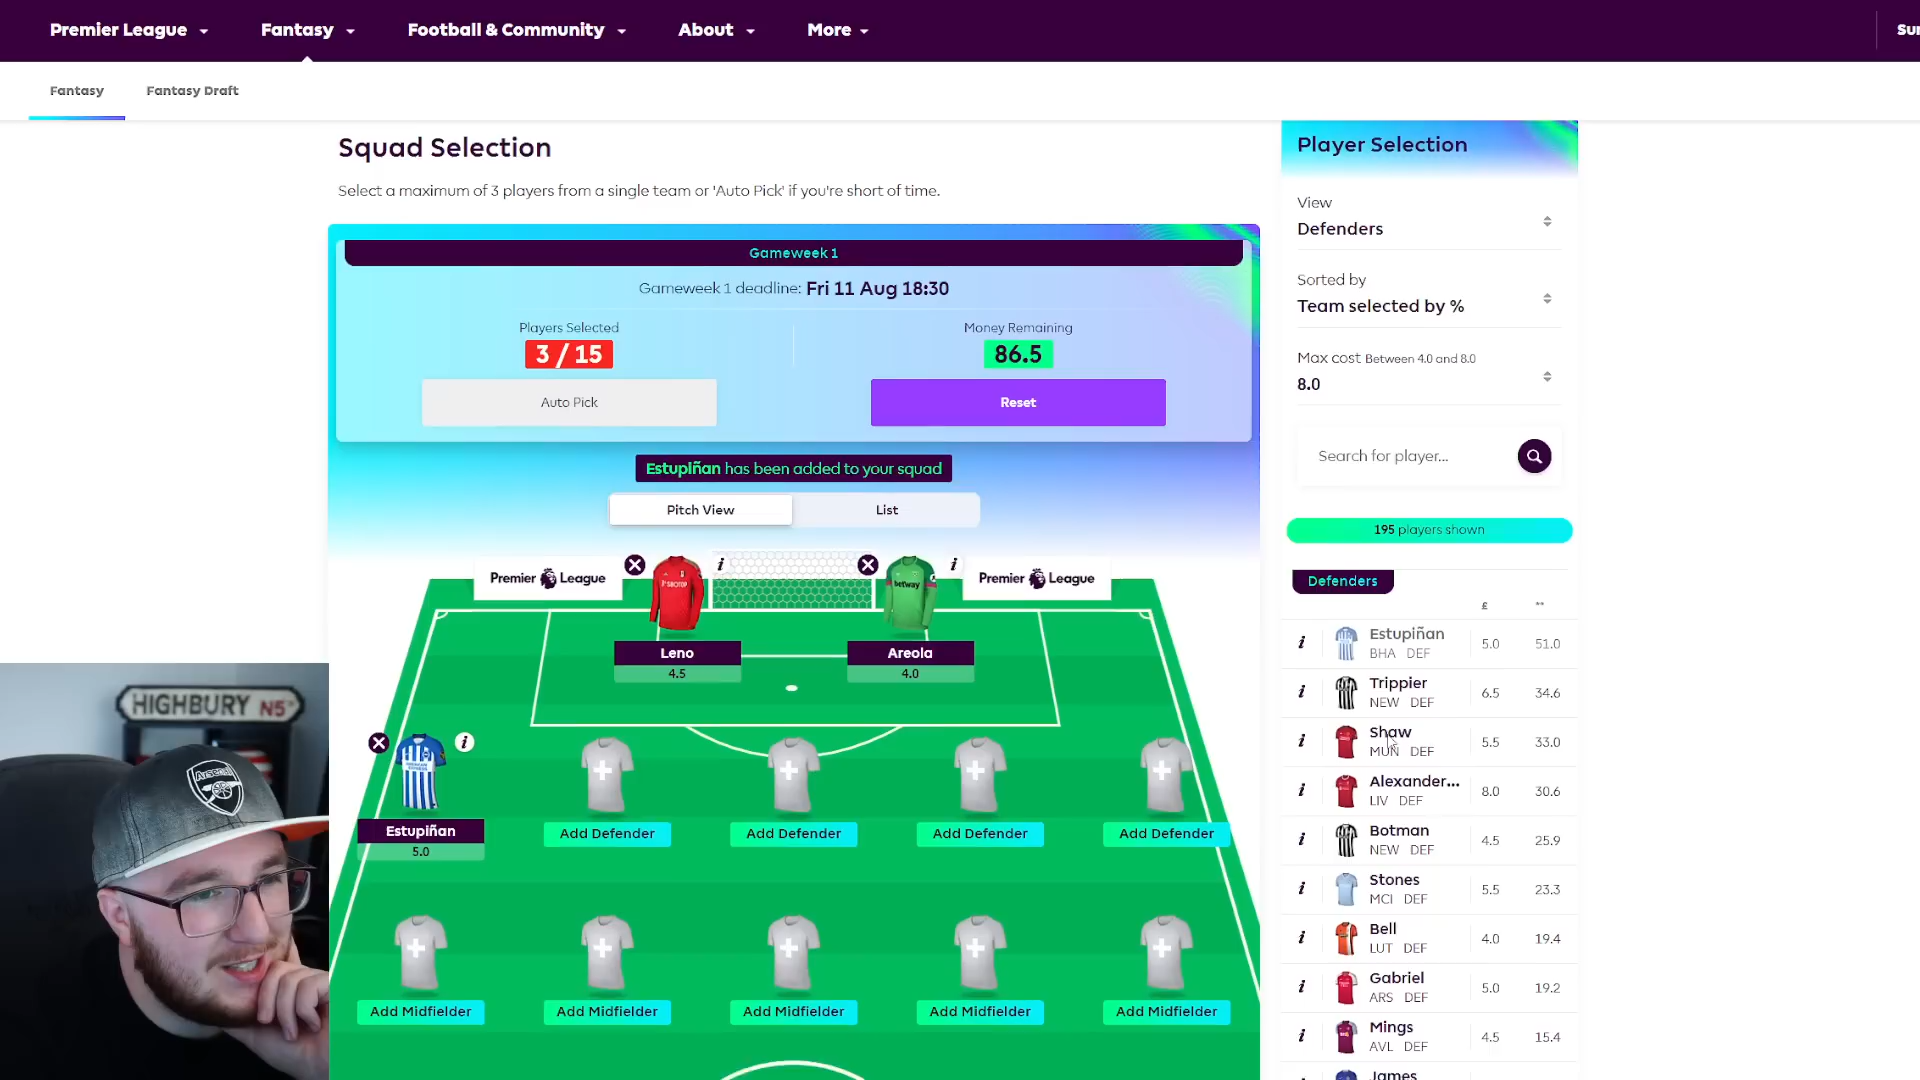 Premier League
Fantasy
Football & Community
About
More
Fantasy
Fantasy Draft
Squad Selection
Select a maximum of 3 players from a single team or 'Auto Pick' if you're short of time.
Gameweek 1
Gameweek 1 deadline: Fri 11 Aug 18:30
Players Selected
3 / 15
Money Remaining
86.5
Auto Pick
Reset
Estupiñan has been added to your squad
Pitch View
List
Premier League
Premier League
betway
Leno
4.5
Areola
4.0
Estupiñan
5.0
Add Defender
Add Defender
Add Defender
Add Defender
Add Midfielder
Add Midfielder
Add Midfielder
Add Midfielder
Add Midfielder
HIGHBURY N5
Arsenal
Player Selection
View
Defenders
Sorted by
Team selected by %
Max cost Between 4.0 and 8.0
8.0
Search for player...
195 players shown
Defenders
£ **
Estupiñan
BHA DEF
5.0 51.0
Trippier
NEW DEF
6.5 34.6
Shaw
MUN DEF
5.5 33.0
Alexander...
LIV DEF
8.0 30.6
Botman
NEW DEF
4.5 25.9
Stones
MCI DEF
5.5 23.3
Bell
LUT DEF
4.0 19.4
Gabriel
ARS DEF
5.0 19.2
Mings
AVL DEF
4.5 15.4
James